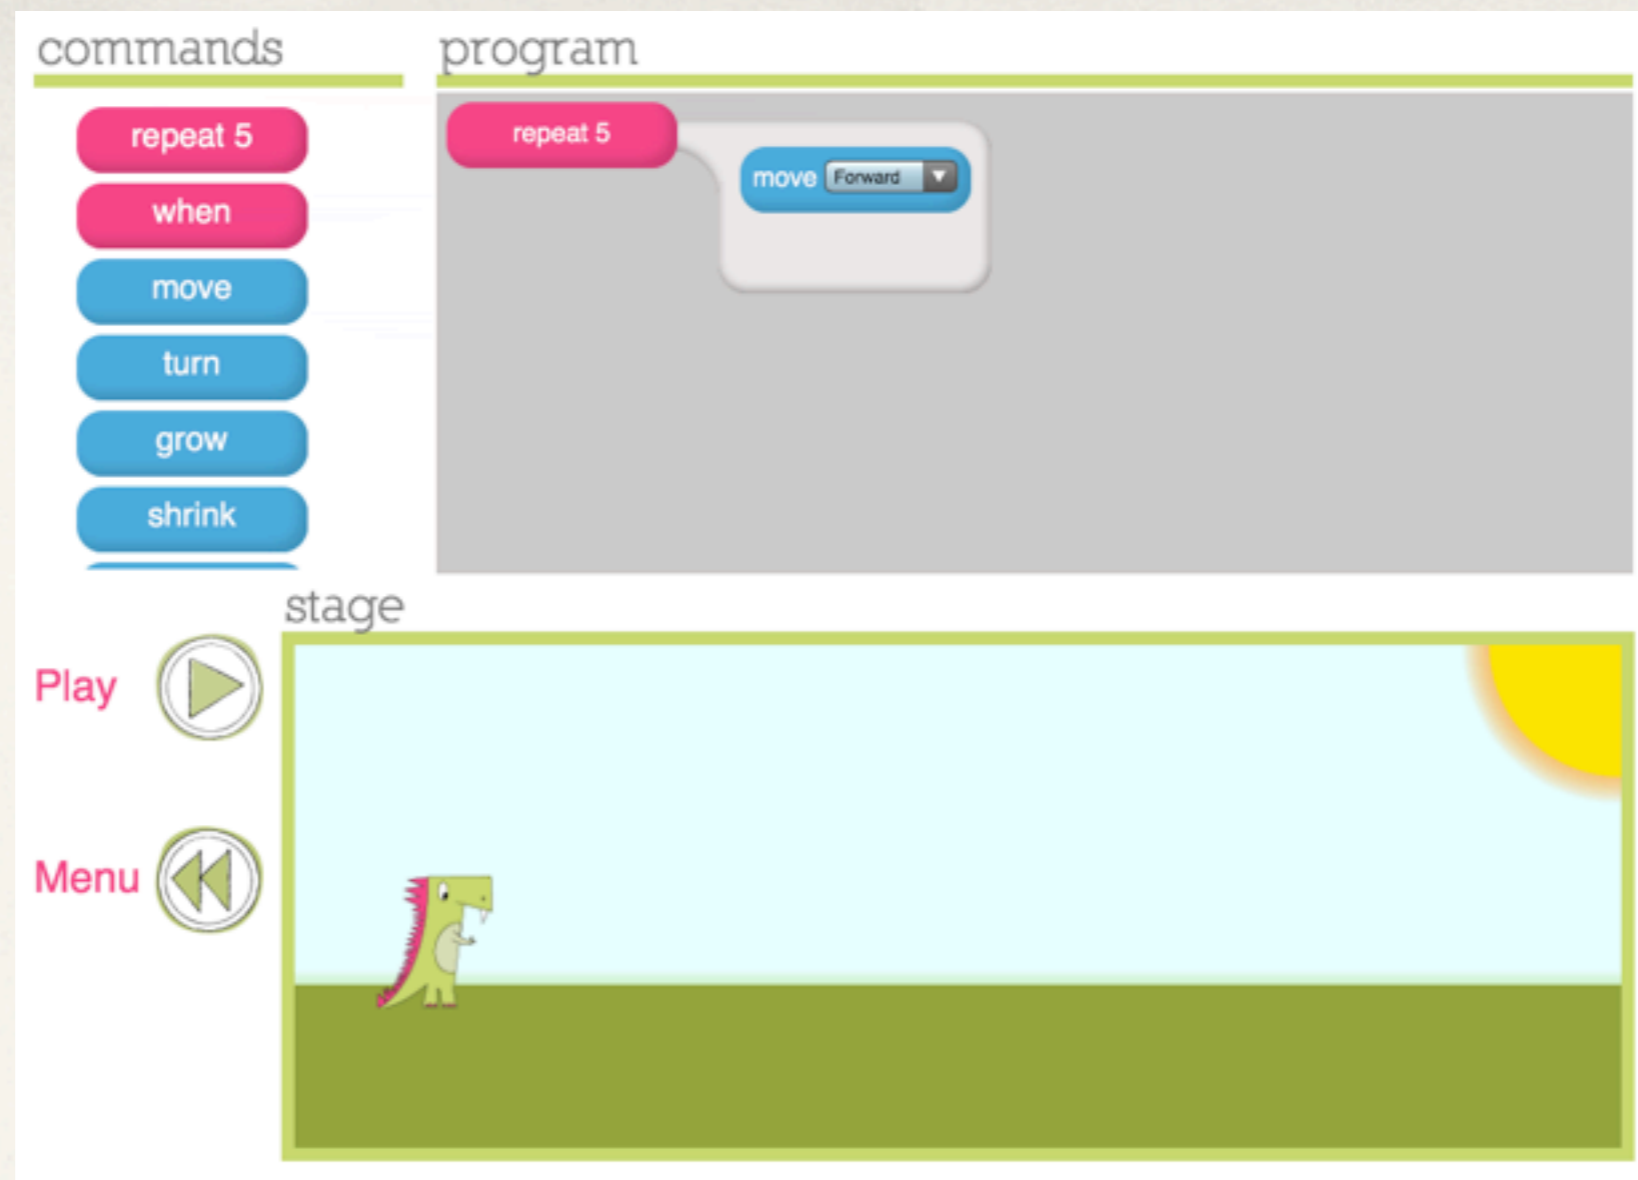 commands
repeat 5
when
move
turn
grow
shrink
program
repeat 5
move Forward
stage
Play
Menu